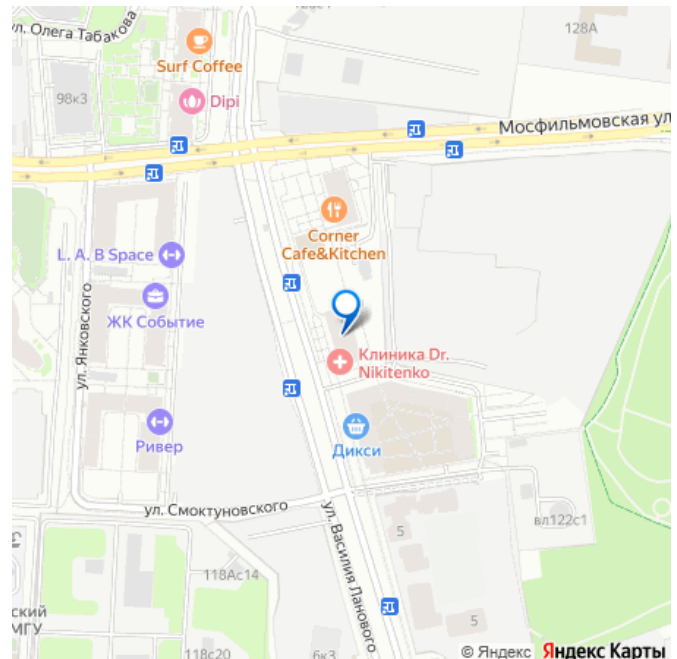 128с1
128А
ул. Олега Табакова
Surf Coffee
98к3
Dipi
Мосфильмовская ул
Corner
Cafe&Kitchen
L. A. B Space
ЖК Событие
ул. Янковского
Клиника Dr.
Nikitenko
Ривер
Дикси
ул. Смоктуновского
ул. Василия Ланового
5
вл122с1
118Ас14
ский
МГУ
5
118с20
6к3
© Яндекс Яндекс Карты